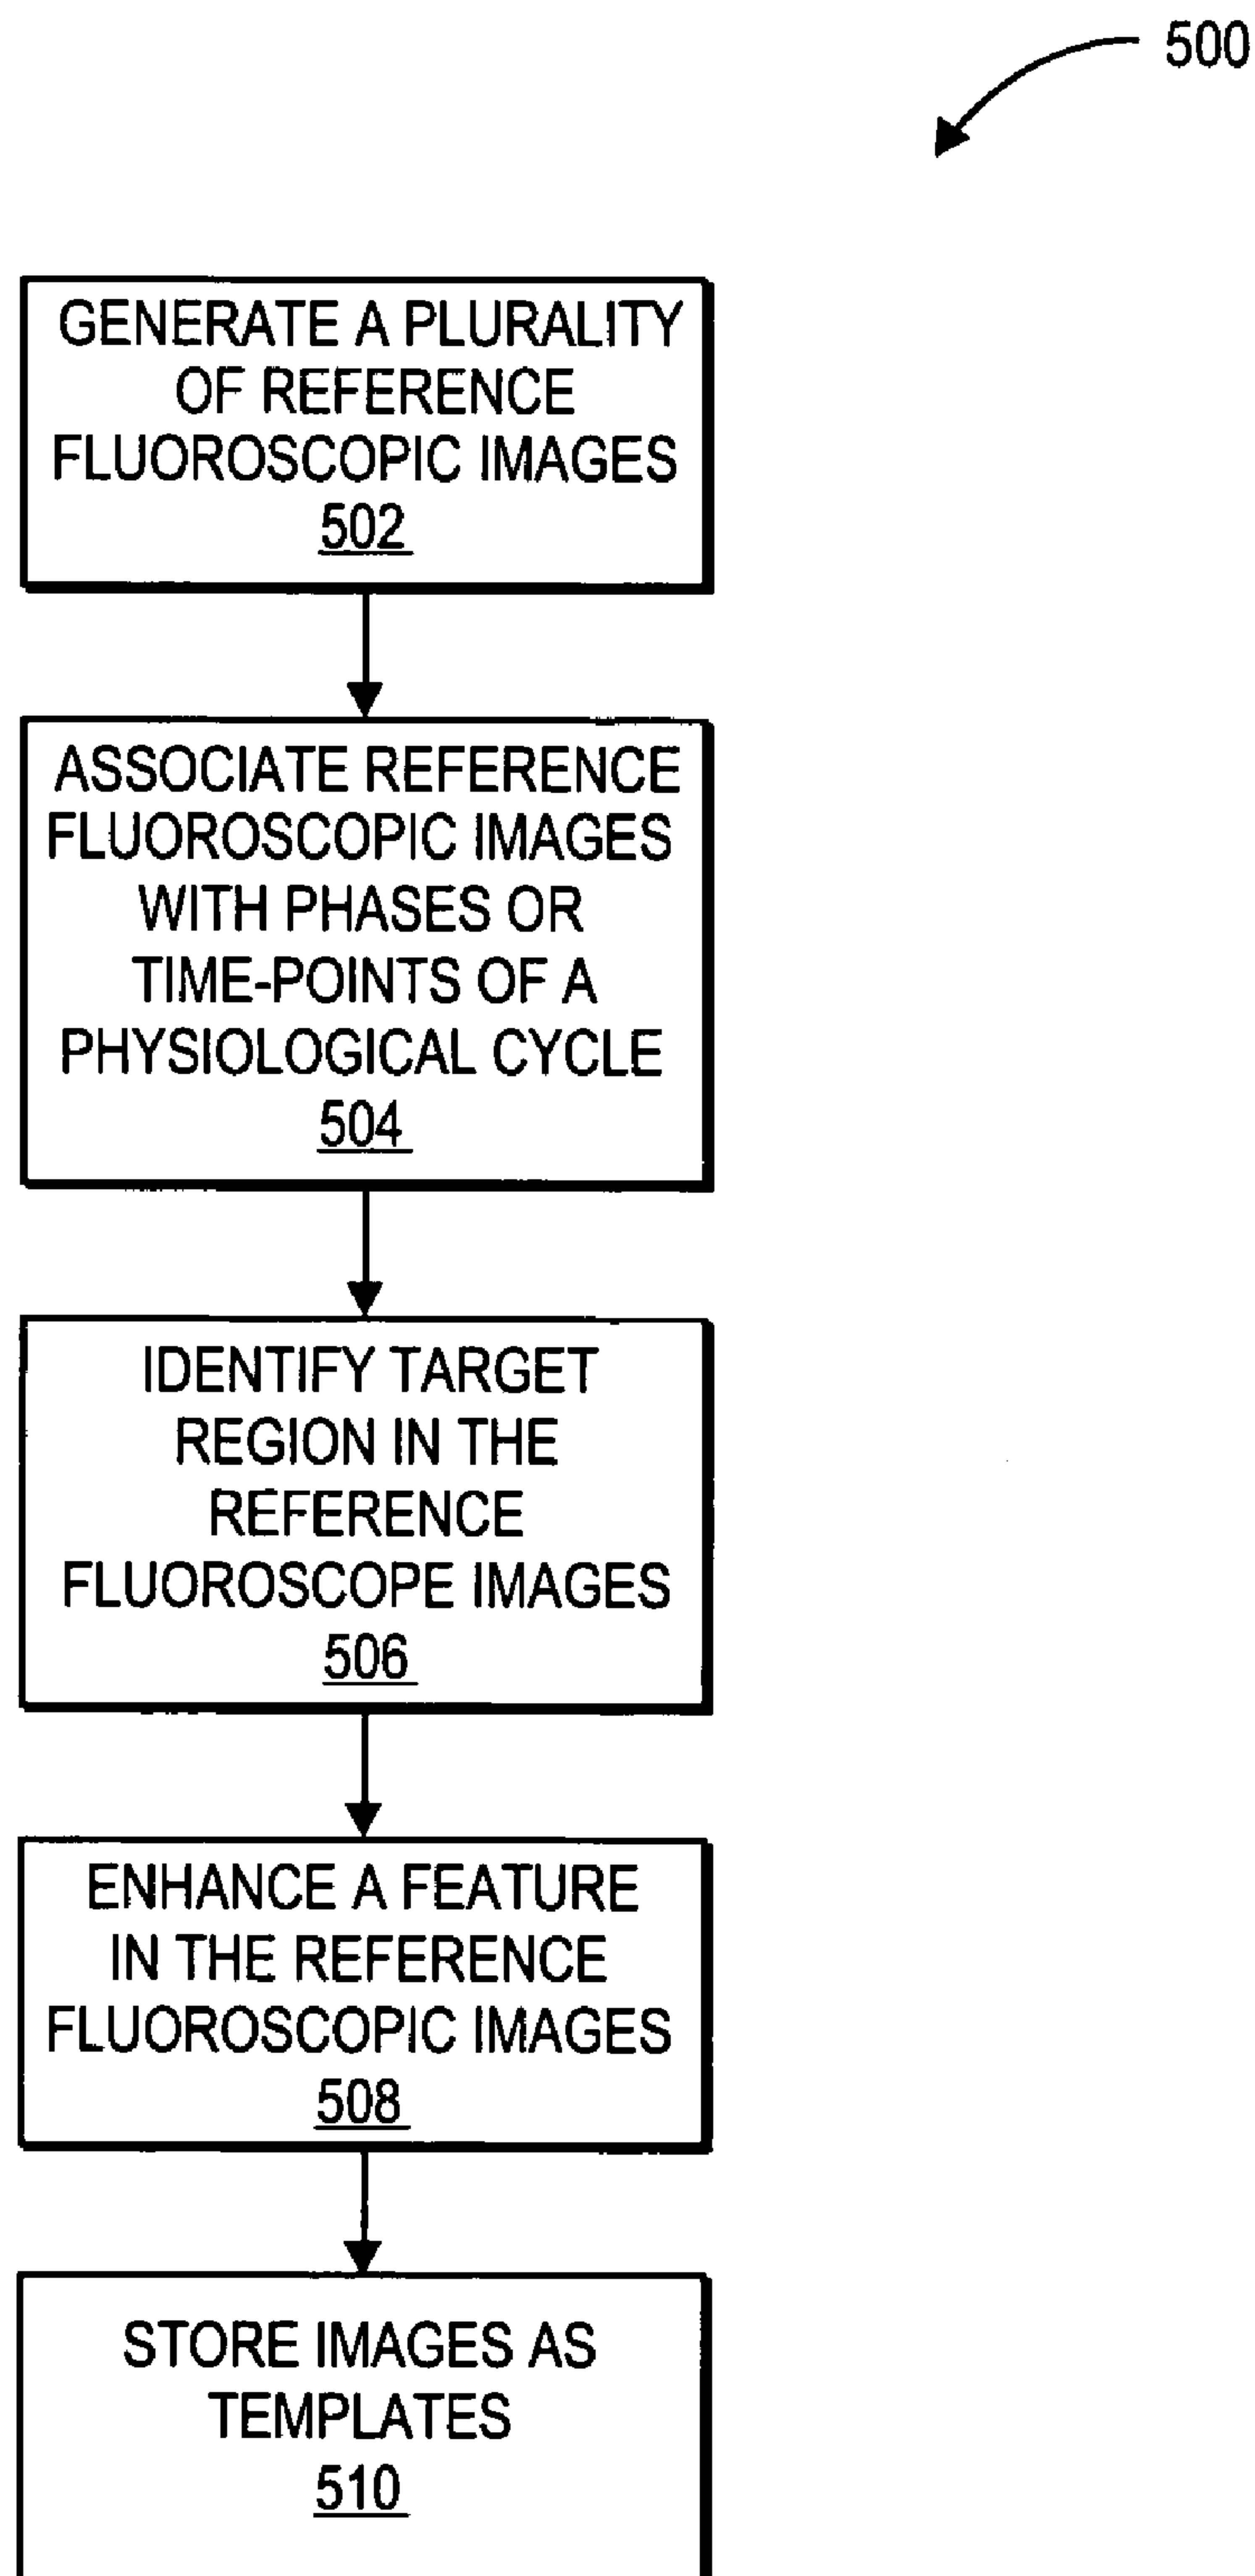 500
GENERATE A PLURALITY
OF REFERENCE
FLUOROSCOPIC IMAGES
502
ASSOCIATE REFERENCE
FLUOROSCOPIC IMAGES
WITH PHASES OR
TIME-POINTS OF A
PHYSIOLOGICAL CYCLE
504
IDENTIFY TARGET
REGION IN THE
REFERENCE
FLUOROSCOPE IMAGES
506
ENHANCE A FEATURE
IN THE REFERENCE
FLUOROSCOPIC IMAGES
508
STORE IMAGES AS
TEMPLATES
510